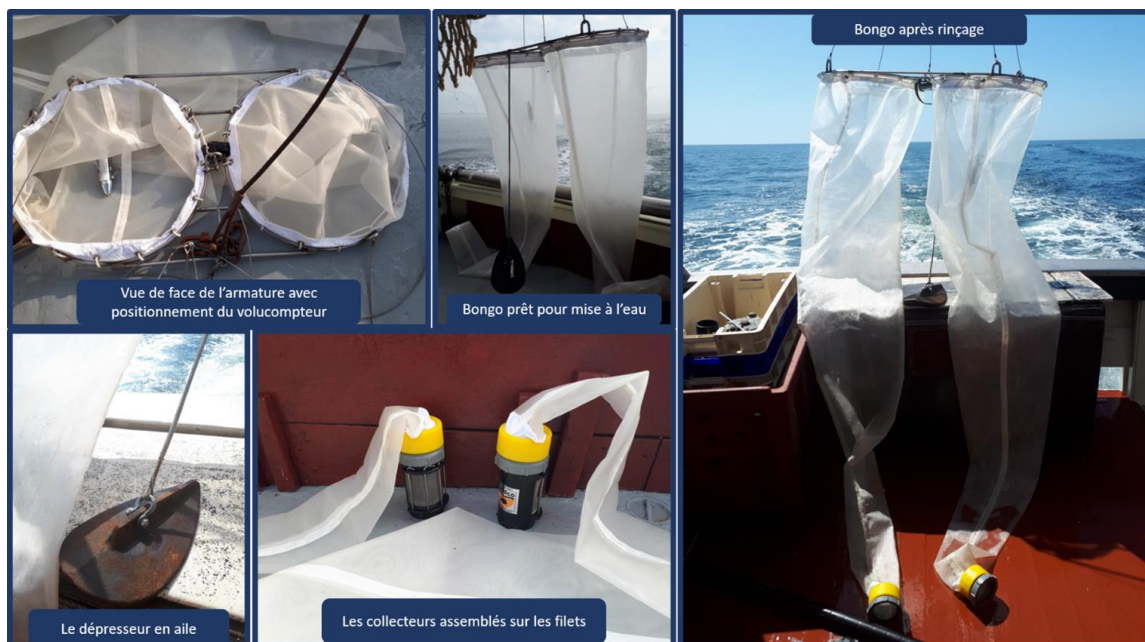 Vue de face de l'armature avec
positionnement du volucompteur
Bongo prêt pour mise à l'eau
Bongo après rinçage
Le dépresseur en aile
Les collecteurs assemblés sur les filets